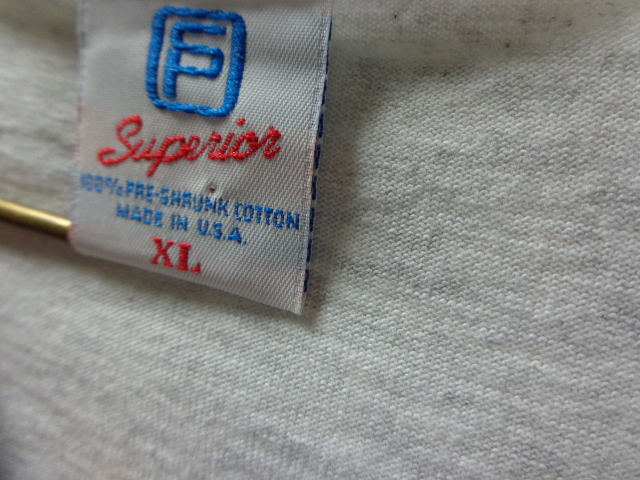 Superior
100% PRE-SHRUNK COTTON
MADE IN U.S.A.
XL